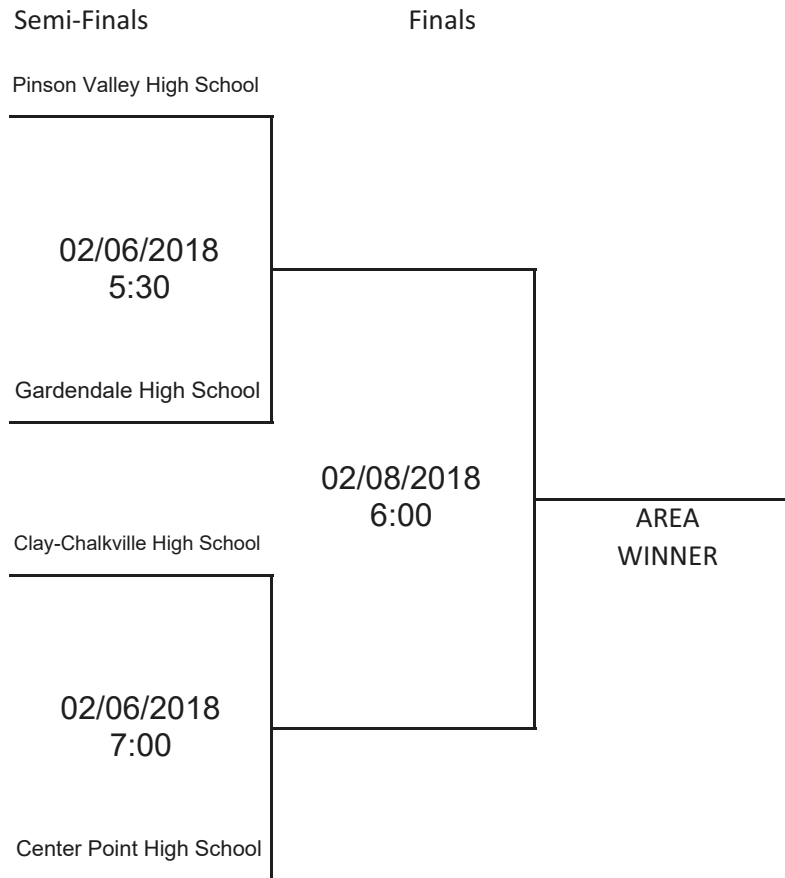 Semi-Finals
Finals
Pinson Valley High School
02/06/2018
5:30
Gardendale High School
02/08/2018
6:00
AREA
WINNER
Clay-Chalkville High School
02/06/2018
7:00
Center Point High School